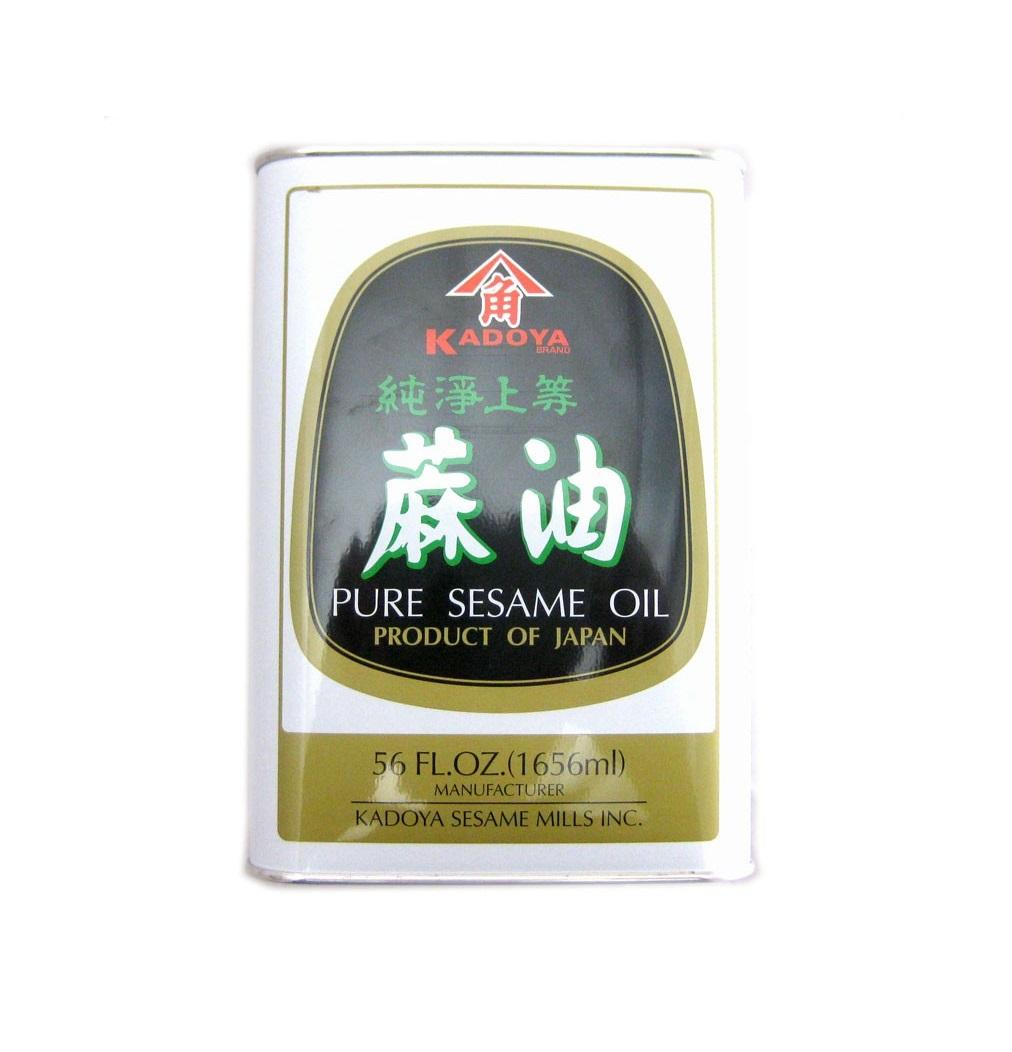 角
KADOYA
BRAND
純淨上等
蔴油
PURE SESAME OIL
PRODUCT OF JAPAN
56 FL.OZ.(1656ml)
MANUFACTURER
KADOYA SESAME MILLS INC.